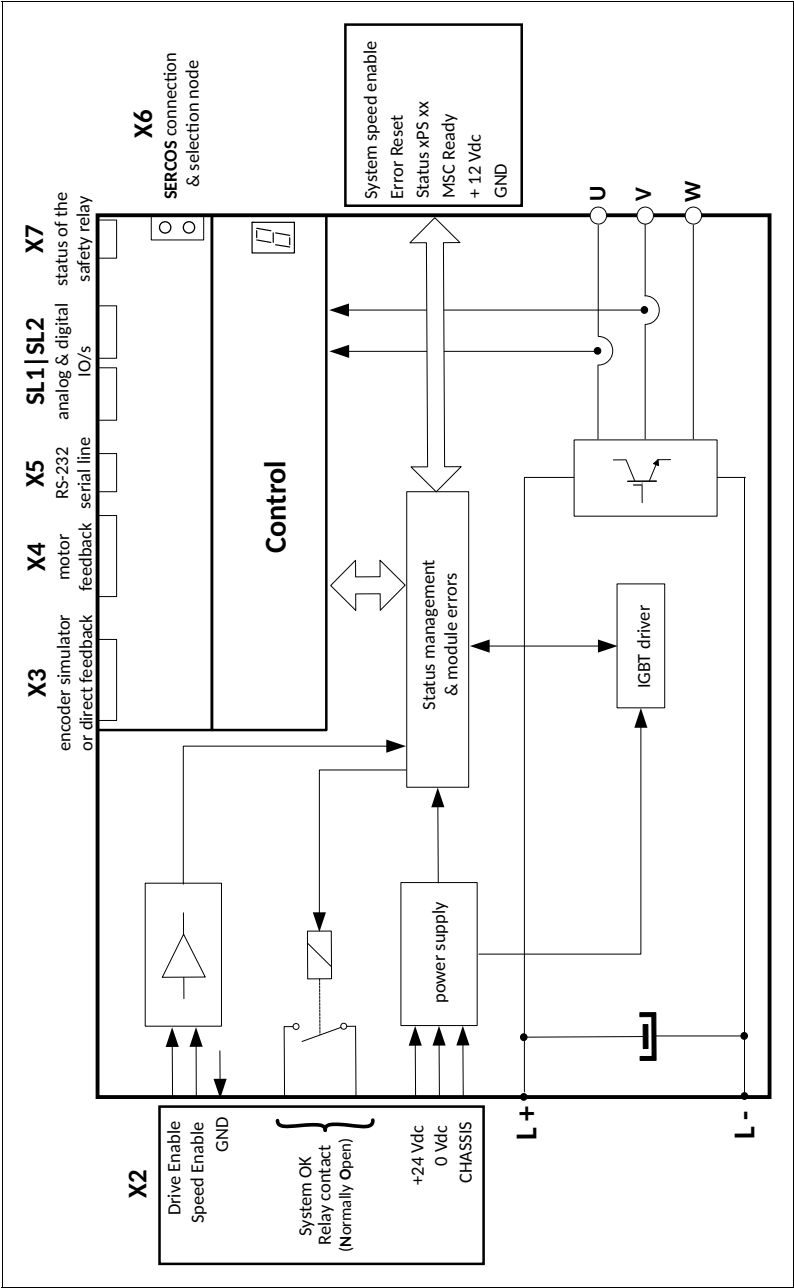 X3
encoder simulator
or direct feedback
X4
motor
feedback
X5
RS-232
serial line
SL1|SL2
analog & digital
IO/s
X7
status of the
safety relay
X6
SERCOS connection
& selection node
Control
System speed enable
Error Reset
Status xPS xx
MSC Ready
+ 12 Vdc
GND
X2
Drive Enable
Speed Enable
GND
System OK
Relay contact
(Normally Open)
+24 Vdc
0 Vdc
CHASSIS
power supply
Status management
& module errors
IGBT driver
L +
L -
U
V
W